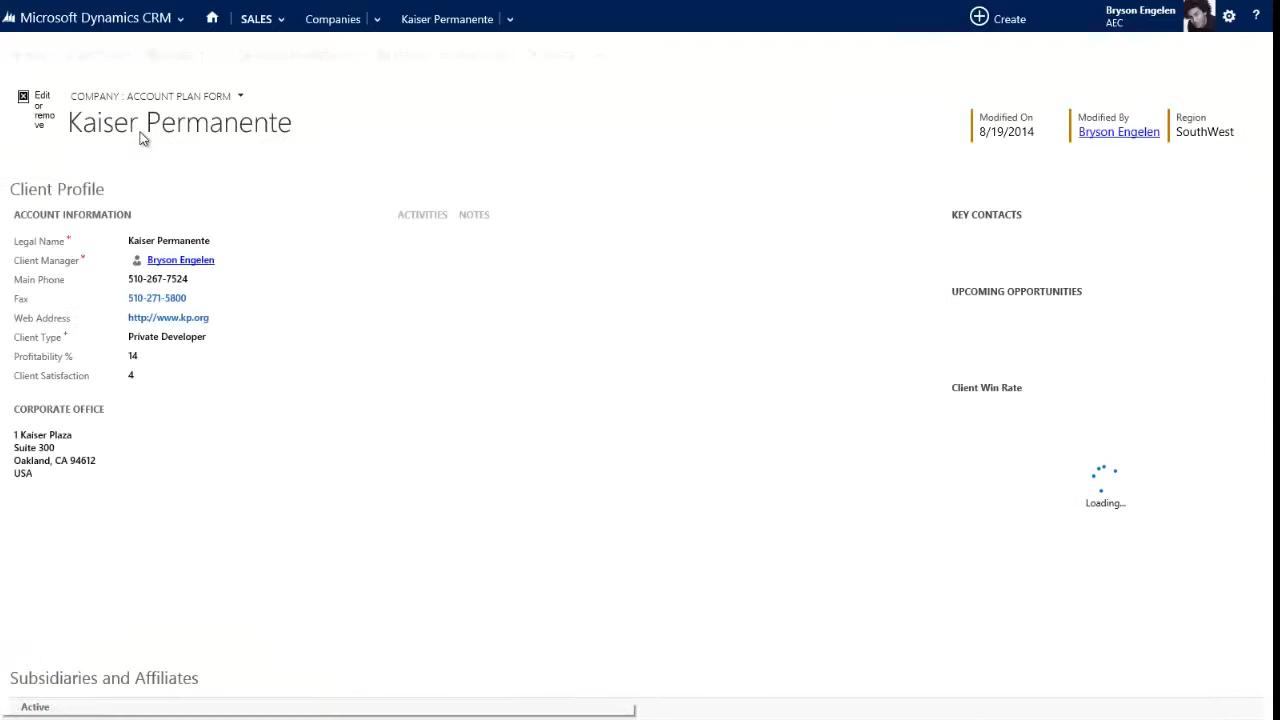 Microsoft Dynamics CRM
SALES
Companies
Kaiser Permanente
Create
Bryson Engelen
AEC
?
Edit
or
remo
ve
COMPANY : ACCOUNT PLAN FORM
Kaiser Permanente
Modified On
8/19/2014
Modified By
Bryson Engelen
Region
SouthWest
Client Profile
ACCOUNT INFORMATION
Legal Name * Kaiser Permanente
Client Manager * Bryson Engelen
Main Phone 510-267-7524
Fax 510-271-5800
Web Address http://www.kp.org
Client Type + Private Developer
Profitability % 14
Client Satisfaction 4
CORPORATE OFFICE
1 Kaiser Plaza
Suite 300
Oakland, CA 94612
USA
ACTIVITIES NOTES
KEY CONTACTS
UPCOMING OPPORTUNITIES
Client Win Rate
Loading...
Subsidiaries and Affiliates
Active